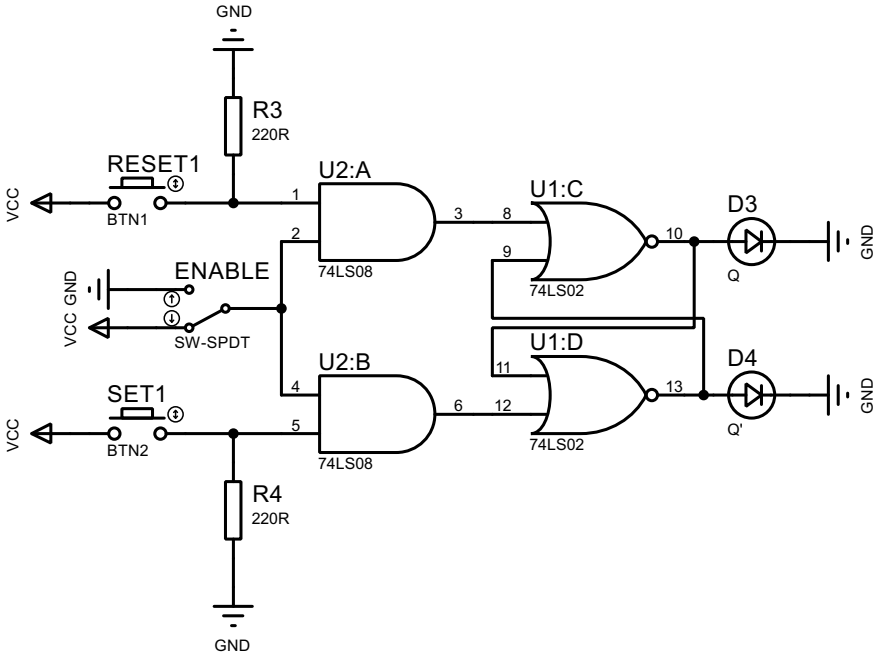 GND
R3
220R
RESET1
VCC
BTN1
U2:A
1
2
3
74LS08
U1:C
8
9
10
74LS02
D3
Q
GND
ENABLE
GND
VCC
SW-SPDT
U2:B
4
5
6
74LS08
U1:D
11
12
13
74LS02
D4
Q'
GND
SET1
VCC
BTN2
R4
220R
GND